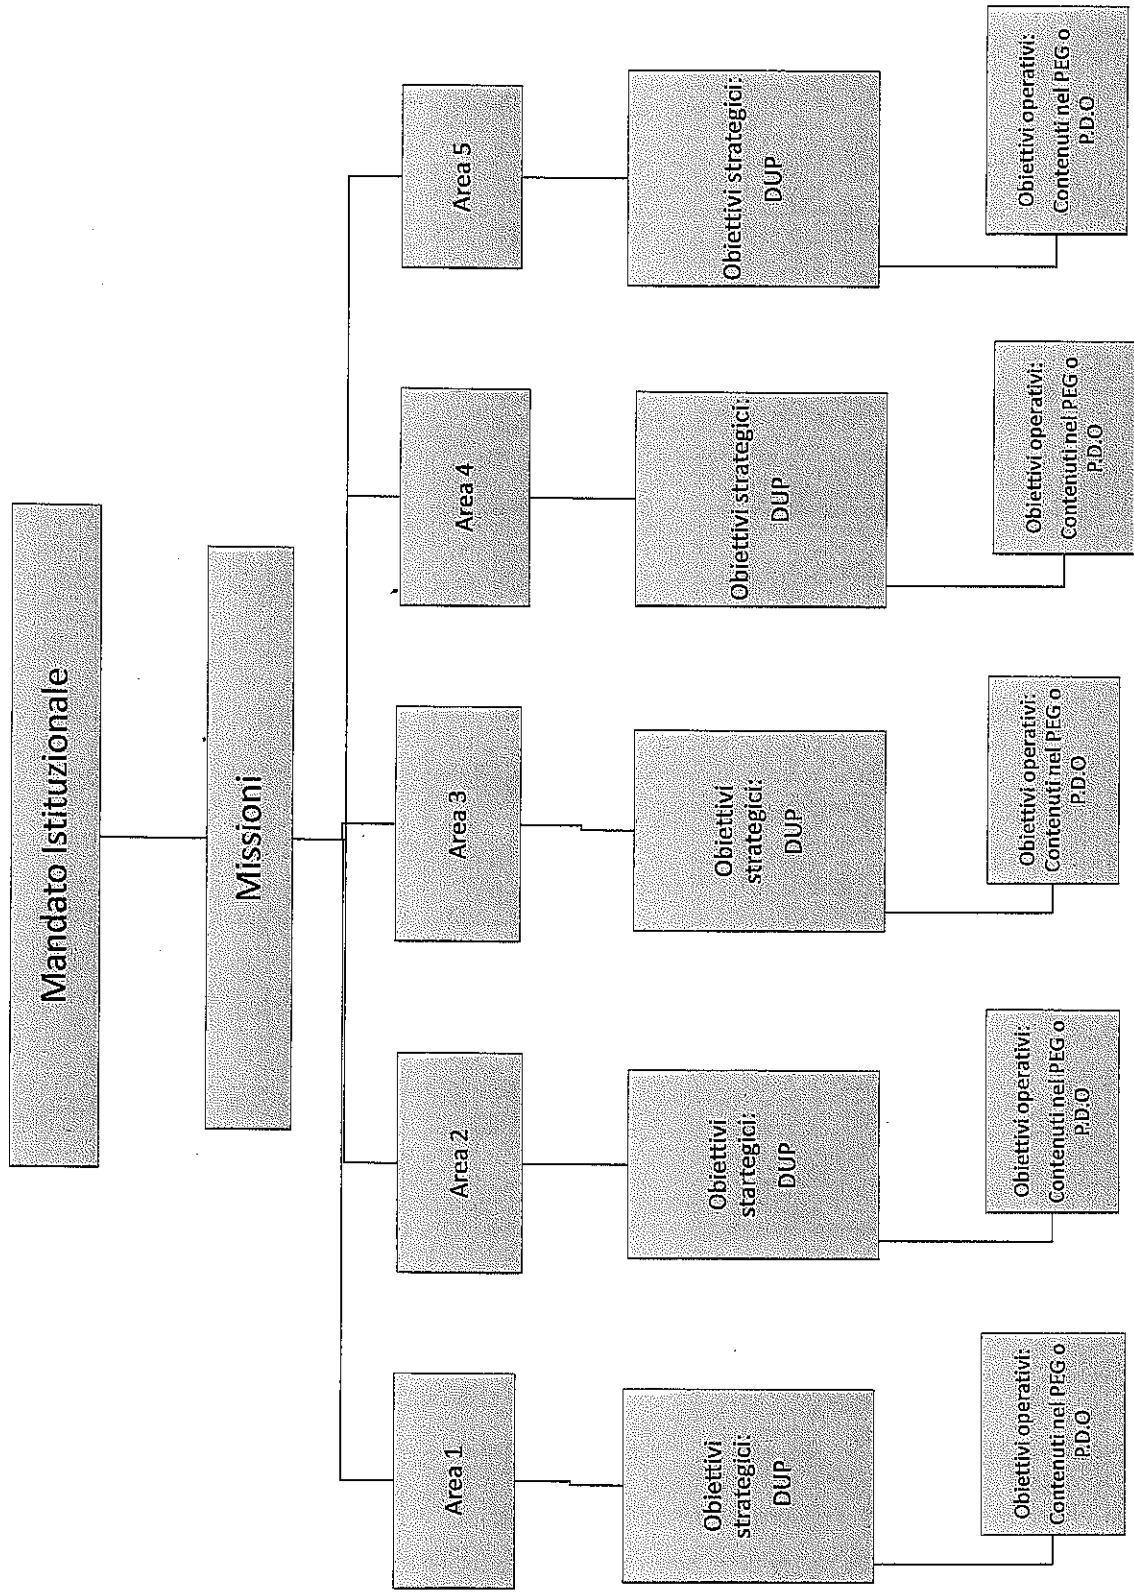 Mandato Istituzionale
Missioni
Area 1
Area 2
Area 3
Area 4
Area 5
Obiettivi
strategici:
DUP
Obiettivi
startegici:
DUP
Obiettivi
strategici:
DUP
Obiettivi strategici:
DUP
Obiettivi strategici:
DUP
Obiettivi operativi:
Contenuti nel PEG o
P.D.O
Obiettivi operativi:
Contenuti nel PEG o
P.D.O
Obiettivi operativi:
Contenuti nel PEG o
P.D.O
Obiettivi operativi:
Contenuti nel PEG o
P.D.O
Obiettivi operativi:
Contenuti nel PEG o
P.D.O